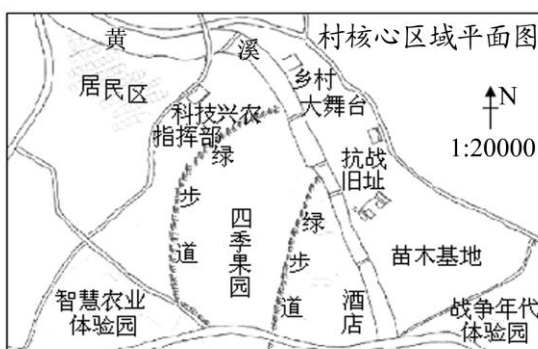 村核心区域平面图
黄溪
居民区
乡村
大舞台
N
1:20000
科技兴农
指挥部
抗战
旧址
绿步道
四季果园
绿步道
苗木基地
智慧农业
体验园
酒店
战争年代
体验园